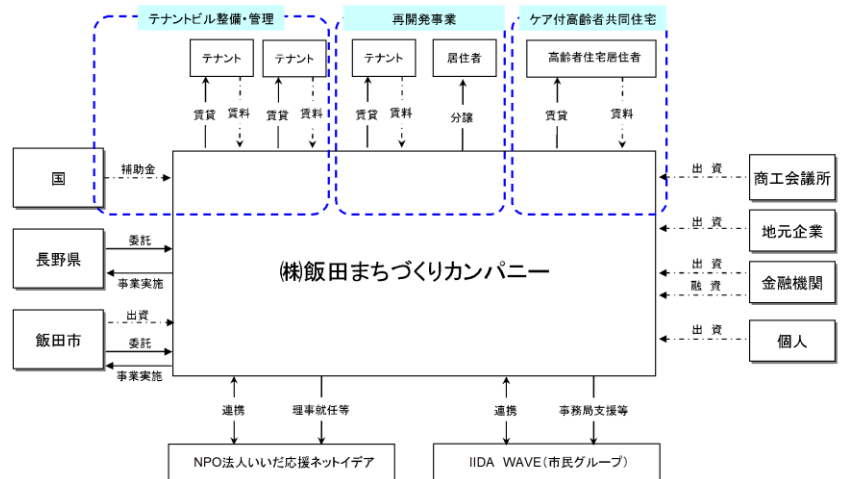 テナントビル整備・管理
再開発事業
ケア付高齢者共同住宅
テナント
テナント
テナント
居住者
高齢者住宅居住者
賃貸
賃料
賃貸
賃料
賃貸
賃料
分譲
賃貸
賃料
国
補助金
長野県
委託
事業実施
飯田市
出資
委託
事業実施
㈱飯田まちづくりカンパニー
出 資
商工会議所
出 資
地元企業
出 資
融 資
金融機関
出 資
個人
連携
理事就任等
連携
事務局支援等
NPO法人いいだ応援ネットイデア
IIDA WAVE(市民グループ)